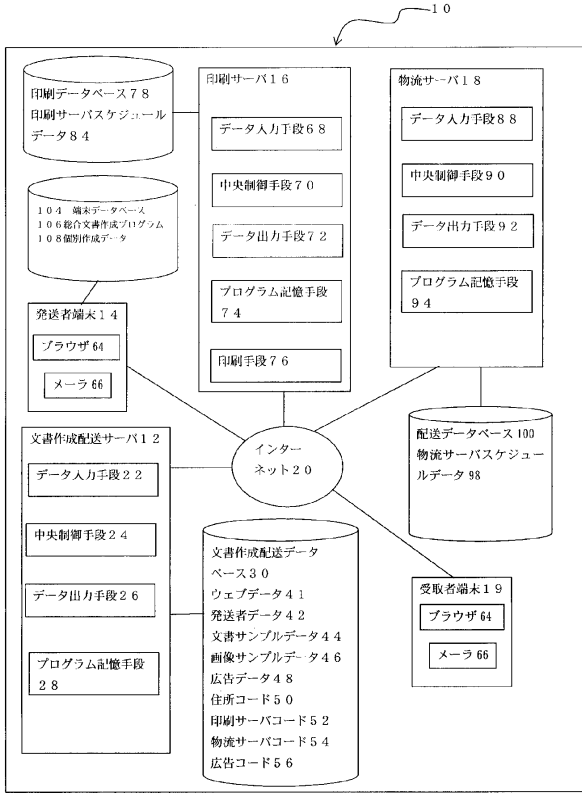 １０
印刷データベース７８
印刷サーバスケジュール
データ８４
印刷サーバ１６
データ入力手段６８
中央制御手段７０
データ出力手段７２
プログラム記憶手段
７４
印刷手段７６
物流サーバ１８
データ入力手段８８
中央制御手段９０
データ出力手段９２
プログラム記憶手段
９４
１０４　端末データベース
１０６総合文書作成プログラム
１０８個別作成データ
発送者端末１４
ブラウザ 64
メーラ 66
インター
ネット２０
配送データベース 100
物流サーバスケジュー
ルデータ 98
文書作成配送サーバ１２
データ入力手段２２
中央制御手段２４
データ出力手段２６
プログラム記憶手段
２８
文書作成配送データ
ベース３０
ウェブデータ４１
発送者データ４２
文書サンプルデータ４４
画像サンプルデータ４６
広告データ４８
住所コード５０
印刷サーバコード５２
物流サーバコード５４
広告コード５６
受取者端末１９
ブラウザ 64
メーラ 66